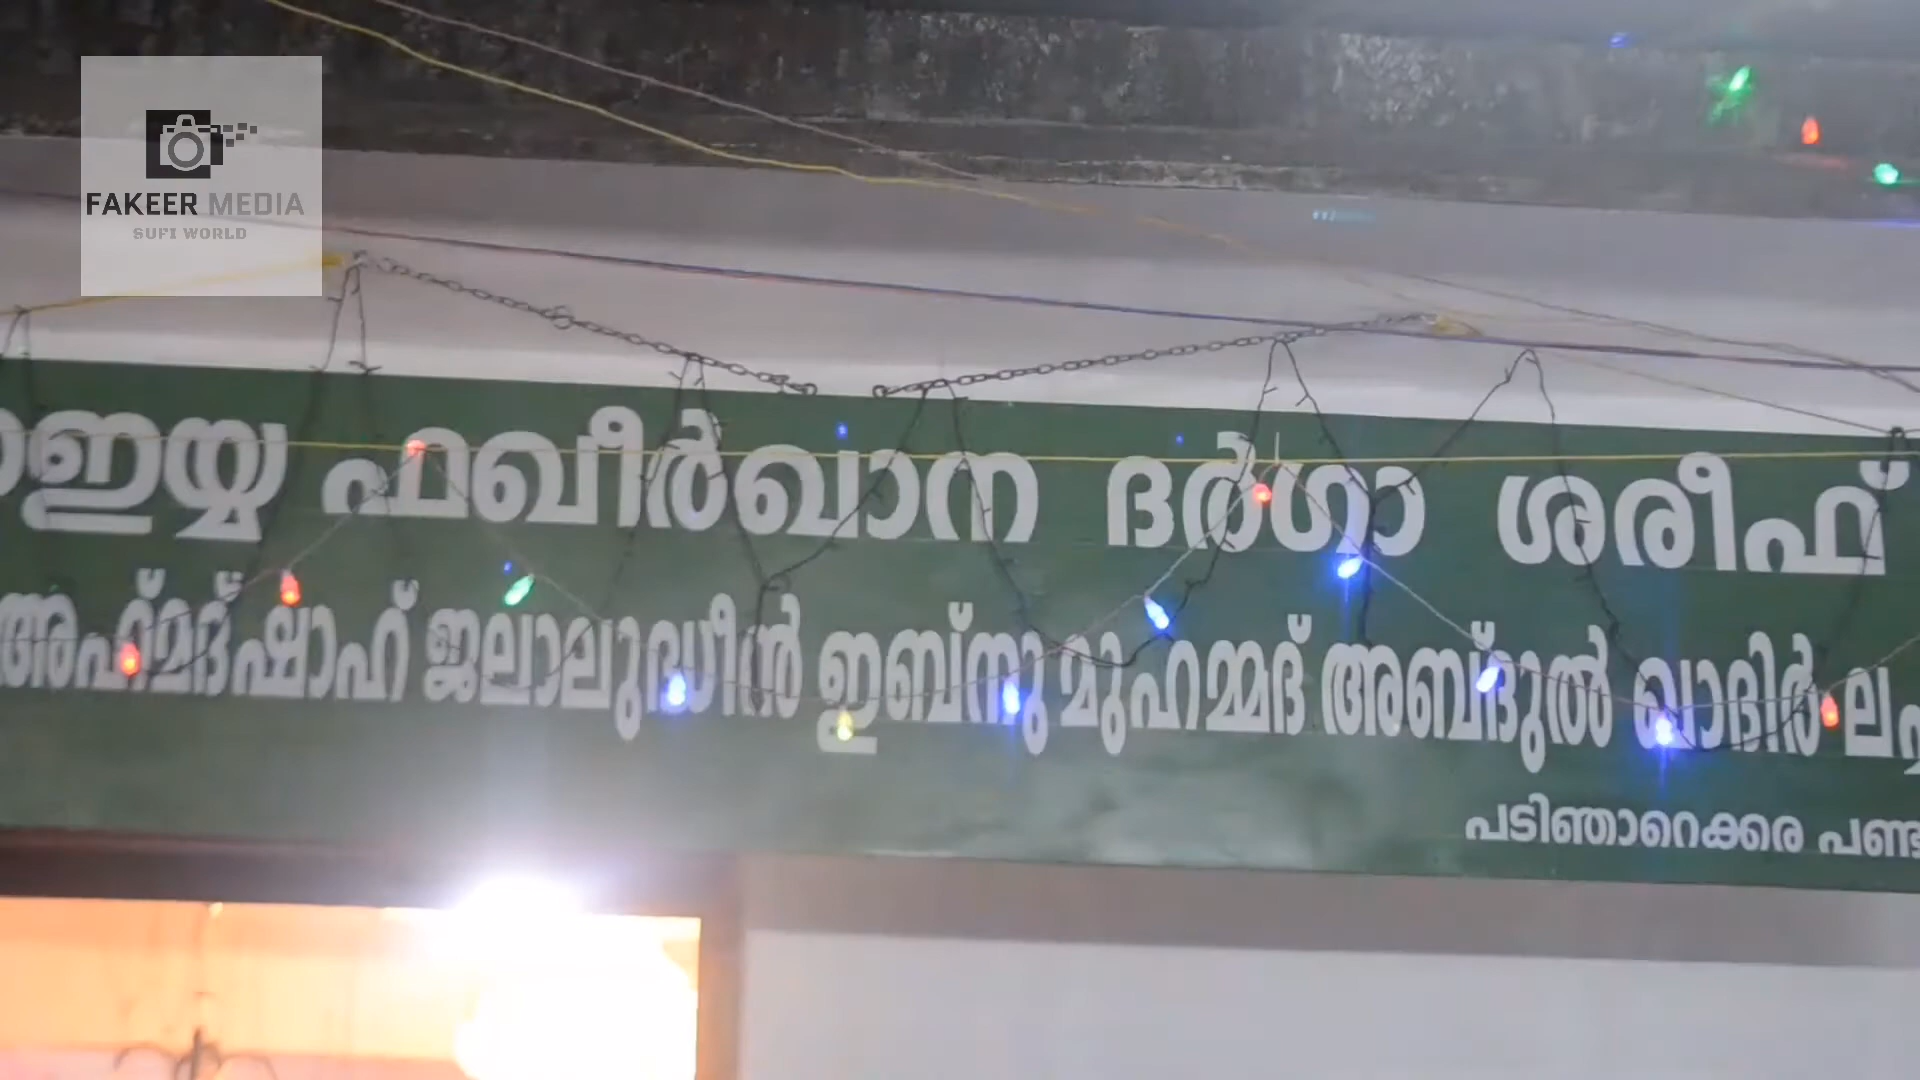 FAKEER MEDIA
SUFI WORLD
ഫഖീർഖാന ദർഗാ ശരീഫ്
അഹ്മദ്ഷാഹ് ജലാലുദ്ധീൻ ഇബ്നു മുഹമ്മദ് അബ്ദുൽ ഖാദിർ
പടിഞ്ഞാറെക്കര